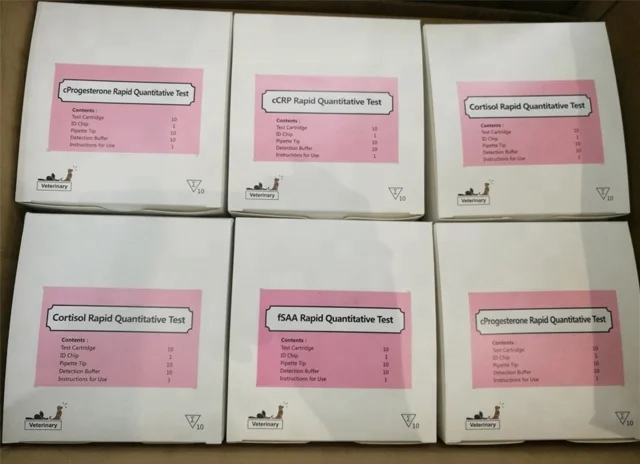 cProgesterone Rapid Quantitative Test
Contents :
Test Cartridge 10
ID Chip 1
Pipette Tip 10
Detection Buffer 10
Instructions for Use 1
Veterinary
Σ 10
cCRP Rapid Quantitative Test
Contents :
Test Cartridge 10
ID Chip 1
Pipette Tip 10
Detection Buffer 10
Instructions for Use 1
Veterinary
Σ 10
Cortisol Rapid Quantitative Test
Contents :
Test Cartridge 10
ID Chip 1
Pipette Tip 10
Detection Buffer 10
Instructions for Use 1
Veterinary
Σ 10
Cortisol Rapid Quantitative Test
Contents :
Test Cartridge 10
ID Chip 1
Pipette Tip 10
Detection Buffer 10
Instructions for Use 1
Veterinary
Σ 10
fSAA Rapid Quantitative Test
Contents :
Test Cartridge 10
ID Chip 1
Pipette Tip 10
Detection Buffer 10
Instructions for Use 1
Veterinary
Σ 10
cProgesterone Rapid Quantitative Test
Contents :
Test Cartridge 10
ID Chip 1
Pipette Tip 10
Detection Buffer 10
Instructions for Use 1
Veterinary
Σ 10